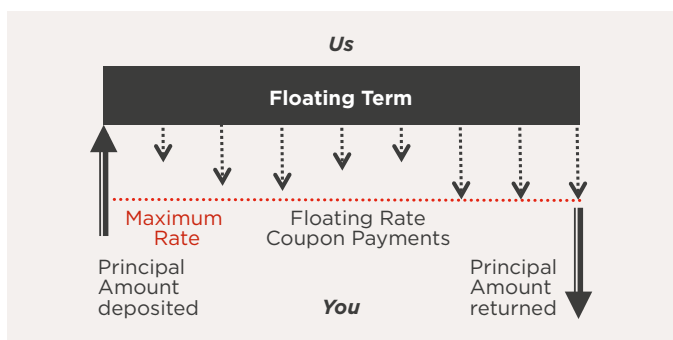 Us
Floating Term
Maximum
Rate
Floating Rate
Coupon Payments
Principal
Amount
deposited
Principal
Amount
returned
You